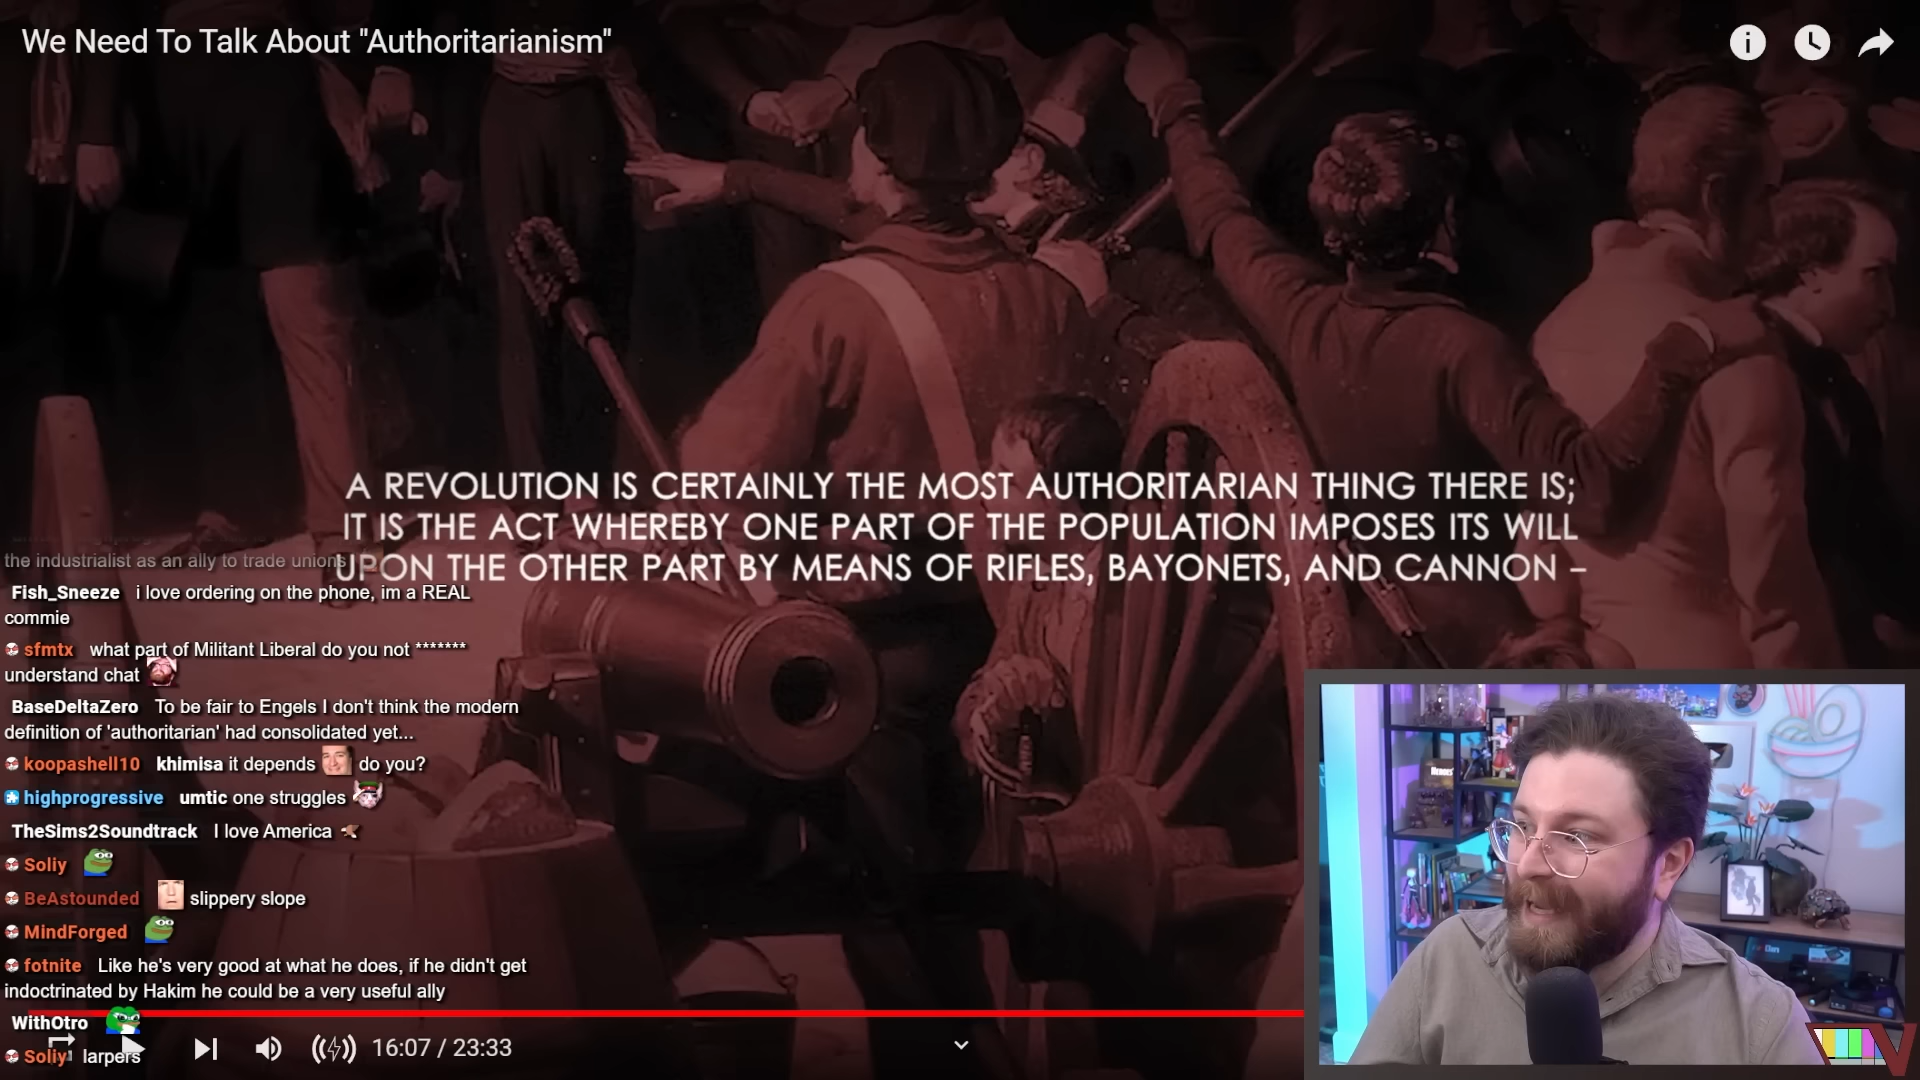 We Need To Talk About "Authoritarianism"
A REVOLUTION IS CERTAINLY THE MOST AUTHORITARIAN THING THERE IS;
IT IS THE ACT WHEREBY ONE PART OF THE POPULATION IMPOSES ITS WILL
UPON THE OTHER PART BY MEANS OF RIFLES, BAYONETS, AND CANNON –
the industrialist as an ally to trade unions
Fish_Sneeze i love ordering on the phone, im a REAL
commie
sfmtx what part of Militant Liberal do you not *******
understand chat
BaseDeltaZero To be fair to Engels I don't think the modern
definition of 'authoritarian' had consolidated yet...
koopashell10 khimisa it depends do you?
highprogressive umtic one struggles
TheSims2Soundtrack I love America
Soliy
BeAstounded slippery slope
MindForged
fotnite Like he's very good at what he does, if he didn't get
indoctrinated by Hakim he could be a very useful ally
WithOtro
Soliy larpers
16:07 / 23:33